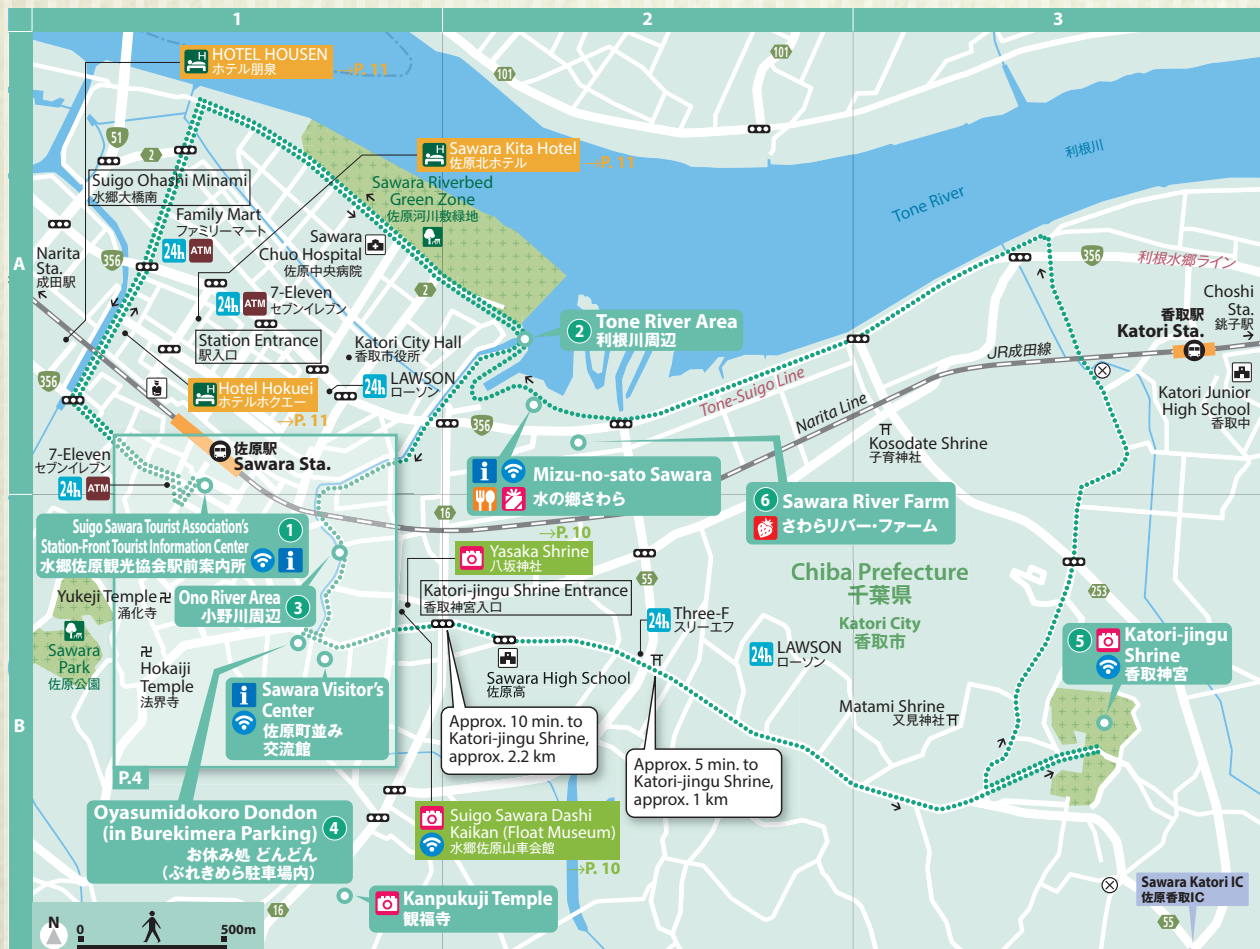 1
2
3
A
B
HOTEL HOUSEN
ホテル朋泉
→P. 11
101
101
51
2
Sawara Kita Hotel
佐原北ホテル
→P. 11
利根川
Tone River
Suigo Ohashi Minami
水郷大橋南
Family Mart
ファミリーマート
24h
ATM
Sawara Riverbed
Green Zone
佐原河川敷緑地
Sawara
Chuo Hospital
佐原中央病院
Narita
Sta.
成田駅
356
2
356
利根水郷ライン
7-Eleven
セブンイレブン
24h
ATM
Station Entrance
駅入口
Katori City Hall
香取市役所
2 Tone River Area
利根川周辺
Choshi
Sta.
銚子駅
香取駅
Katori Sta.
JR成田線
356
Hotel Hokuei
ホテルホクエー
→P. 11
24h
LAWSON
ローソン
Tone-Suigo Line
Narita Line
Katori Junior
High School
香取中
356
Kosodate Shrine
子育神社
佐原駅
Sawara Sta.
7-Eleven
セブンイレブン
24h
ATM
Mizu-no-sato Sawara
水の郷さわら
→P. 10
6 Sawara River Farm
さわらリバー・ファーム
16
Suigo Sawara Tourist Association's
Station-Front Tourist Information Center
水郷佐原観光協会駅前案内所
1
Yasaka Shrine
八坂神社
55
Chiba Prefecture
千葉県
Katori City
香取市
253
Yukeji Temple
涌化寺
Ono River Area
小野川周辺
3
Katori-jingu Shrine Entrance
香取神宮入口
24h
Three-F
スリーエフ
24h
LAWSON
ローソン
5 Katori-jingu
Shrine
香取神宮
Sawara
Park
佐原公園
Hokaiji
Temple
法界寺
Sawara High School
佐原高
Sawara Visitor's
Center
佐原町並み
交流館
Matami Shrine
又見神社
Approx. 10 min. to
Katori-jingu Shrine,
approx. 2.2 km
Approx. 5 min. to
Katori-jingu Shrine,
approx. 1 km
P.4
Oyasumidokoro Dondon
(in Burekimera Parking)
お休み処 どんどん
(ぶれきめら駐車場内)
4
Suigo Sawara Dashi
Kaikan (Float Museum)
水郷佐原山車会館
→P. 10
Kanpukuji Temple
観福寺
16
Sawara Katori IC
佐原香取IC
55
N
0
500m